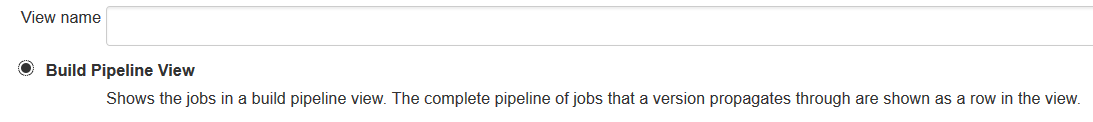 View name
Build Pipeline View
Shows the jobs in a build pipeline view. The complete pipeline of jobs that a version propagates through are shown as a row in the view.